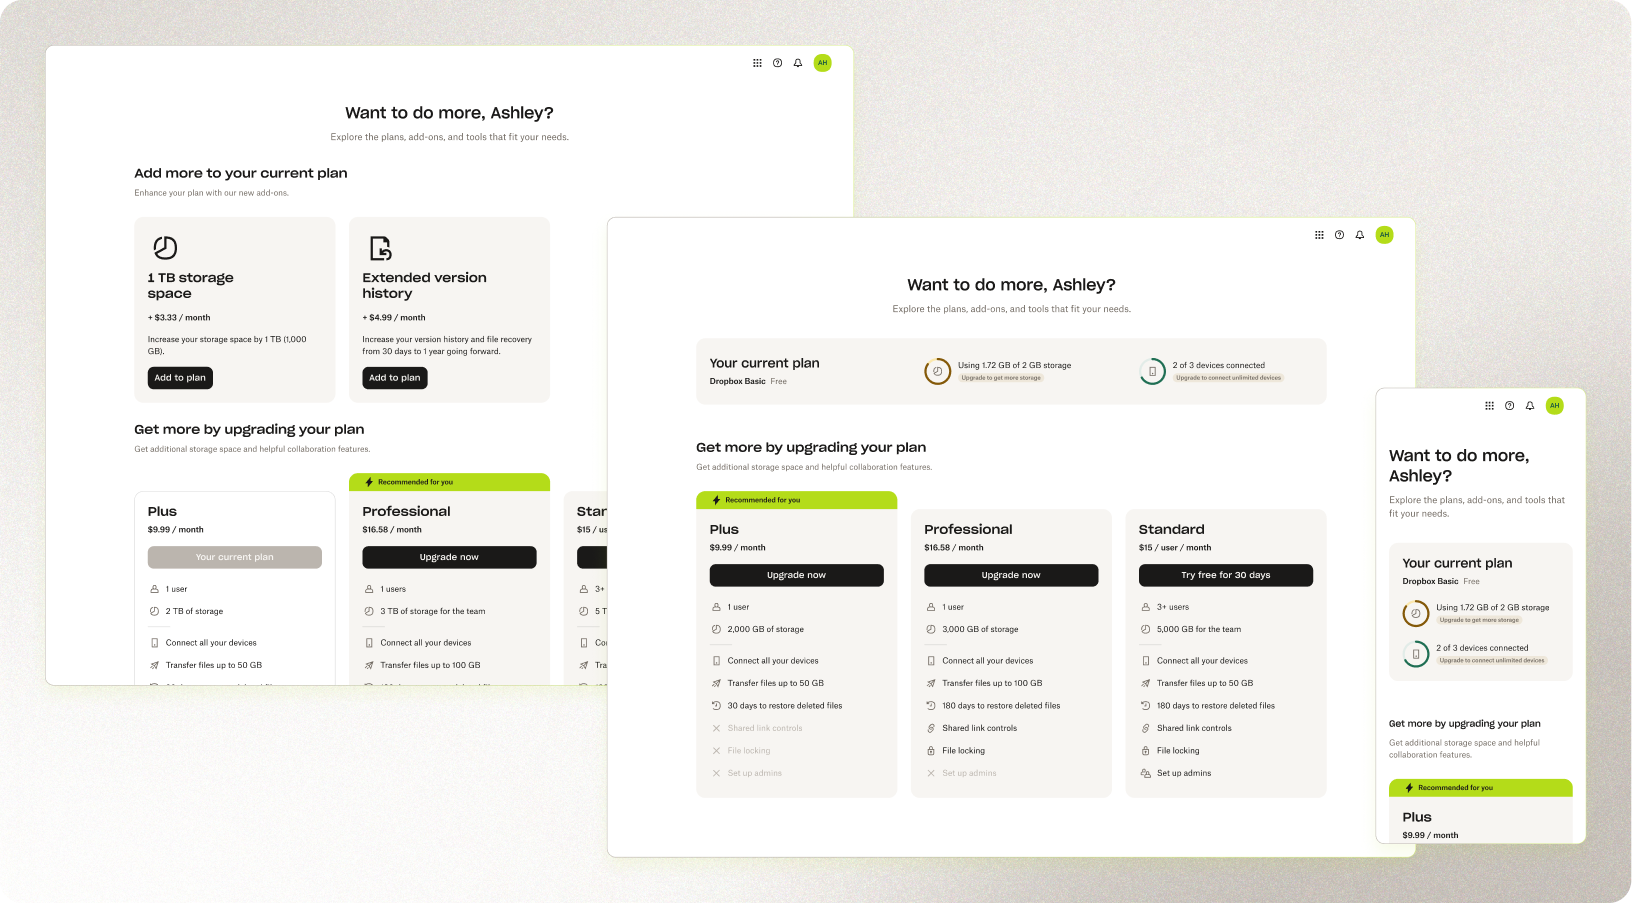 AH
Want to do more, Ashley?
Explore the plans, add-ons, and tools that fit your needs.
Add more to your current plan
Enhance your plan with our new add-ons.
1 TB storage
space
+ $3.33 / month
Increase your storage space by 1 TB (1,000
GB).
Add to plan
Extended version
history
+ $4.99 / month
Increase your version history and file recovery
from 30 days to 1 year going forward.
Add to plan
Get more by upgrading your plan
Get additional storage space and helpful collaboration features.
Plus
$9.99 / month
Your current plan
1 user
2 TB of storage
Connect all your devices
Transfer files up to 50 GB
Recommended for you
Professional
$16.58 / month
Upgrade now
1 users
3 TB of storage for the team
Connect all your devices
Transfer files up to 100 GB
Star
$15 / us
3+
5 T
Co
Tra
AH
Want to do more, Ashley?
Explore the plans, add-ons, and tools that fit your needs.
Your current plan
Dropbox Basic Free
Using 1.72 GB of 2 GB storage
Upgrade to get more storage
2 of 3 devices connected
Upgrade to connect unlimited devices
Get more by upgrading your plan
Get additional storage space and helpful collaboration features.
Recommended for you
Plus
$9.99 / month
Upgrade now
1 user
2,000 GB of storage
Connect all your devices
Transfer files up to 50 GB
30 days to restore deleted files
Shared link controls
File locking
Set up admins
Professional
$16.58 / month
Upgrade now
1 user
3,000 GB of storage
Connect all your devices
Transfer files up to 100 GB
180 days to restore deleted files
Shared link controls
File locking
Set up admins
Standard
$15 / user / month
Try free for 30 days
3+ users
5,000 GB for the team
Connect all your devices
Transfer files up to 50 GB
180 days to restore deleted files
Shared link controls
File locking
Set up admins
AH
Want to do more,
Ashley?
Explore the plans, add-ons, and tools that
fit your needs.
Your current plan
Dropbox Basic Free
Using 1.72 GB of 2 GB storage
Upgrade to get more storage
2 of 3 devices connected
Upgrade to connect unlimited devices
Get more by upgrading your plan
Get additional storage space and helpful
collaboration features.
Recommended for you
Plus
$9.99 / month